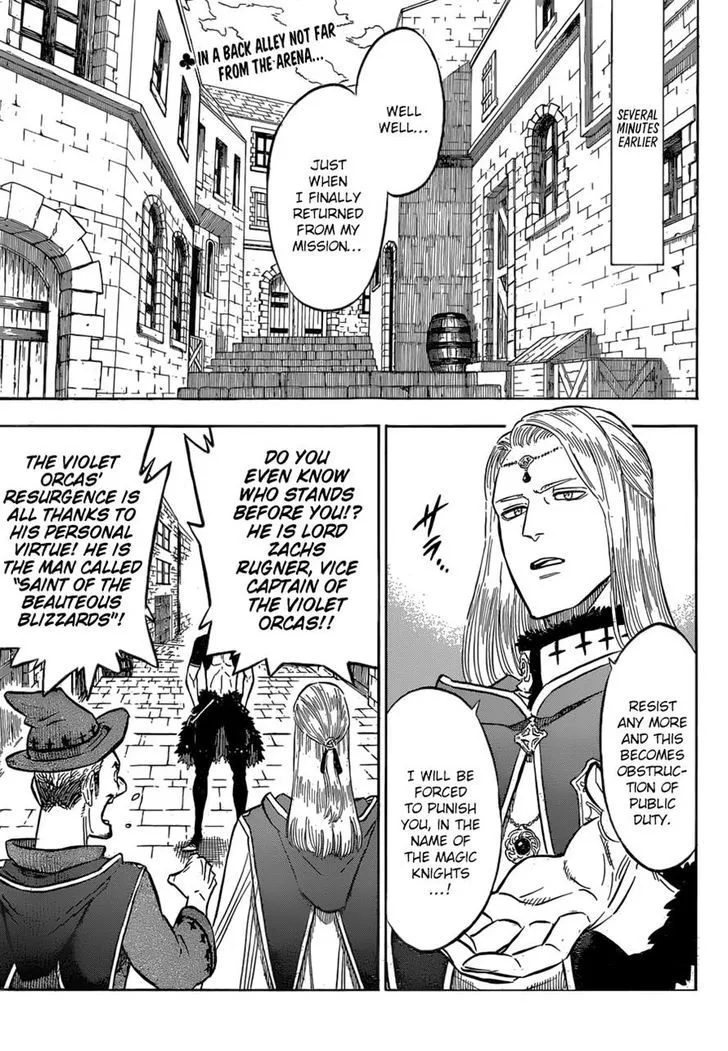 SEVERAL
MINUTES
EARLIER
♣IN A BACK ALLEY NOT FAR
FROM THE ARENA...
WELL
WELL...
JUST
WHEN
I FINALLY
RETURNED
FROM MY
MISSION...
RESIST
ANY MORE
AND THIS
BECOMES
OBSTRUC-
TION OF
PUBLIC
DUTY.
I WILL BE
FORCED
TO PUNISH
YOU, IN THE
NAME OF
THE MAGIC
KNIGHTS
...!
DO YOU
EVEN KNOW
WHO STANDS
BEFORE YOU!?
HE IS LORD
ZACHS
RUGNER, VICE
CAPTAIN OF
THE VIOLET
ORCAS!!
THE VIOLET
ORCAS'
RESURGENCE IS
ALL THANKS TO
HIS PERSONAL
VIRTUE! HE IS
THE MAN CALLED
"SAINT OF THE
BEAUTEOUS
BLIZZARDS"!